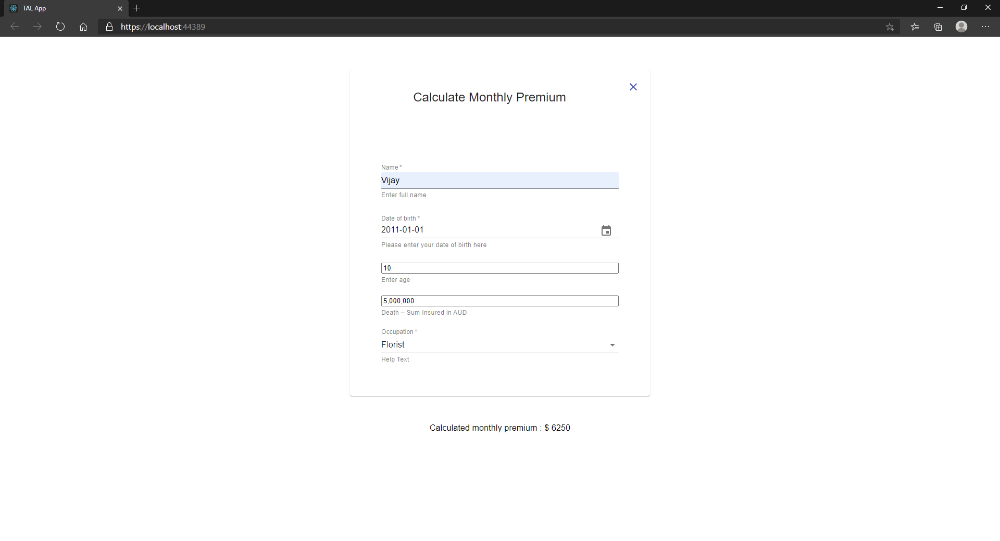 TAL App
https://localhost:44389
Calculate Monthly Premium
Name *
Vijay
Enter full name
Date of birth *
2011-01-01
Please enter your date of birth here
10
Enter age
5,000,000
Death – Sum Insured in AUD
Occupation *
Florist
Help Text
Calculated monthly premium : $ 6250